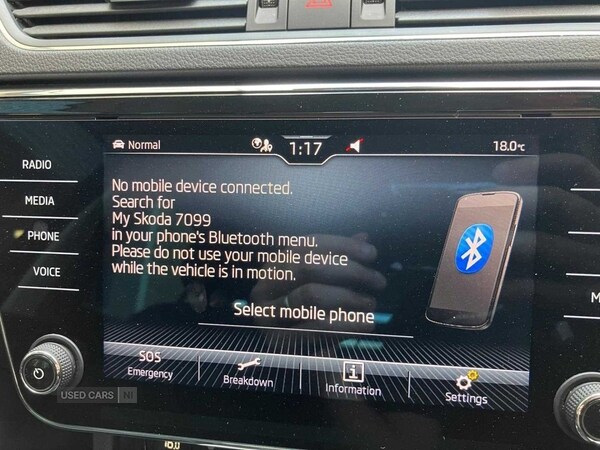 Normal
1:17
18.0°C
RADIO
MEDIA
PHONE
VOICE
No mobile device connected.
Search for
My Skoda 7099
in your phone's Bluetooth menu.
Please do not use your mobile device
while the vehicle is in motion.
Select mobile phone
SOS
Emergency
Breakdown
Information
Settings
M
USED CARS NI